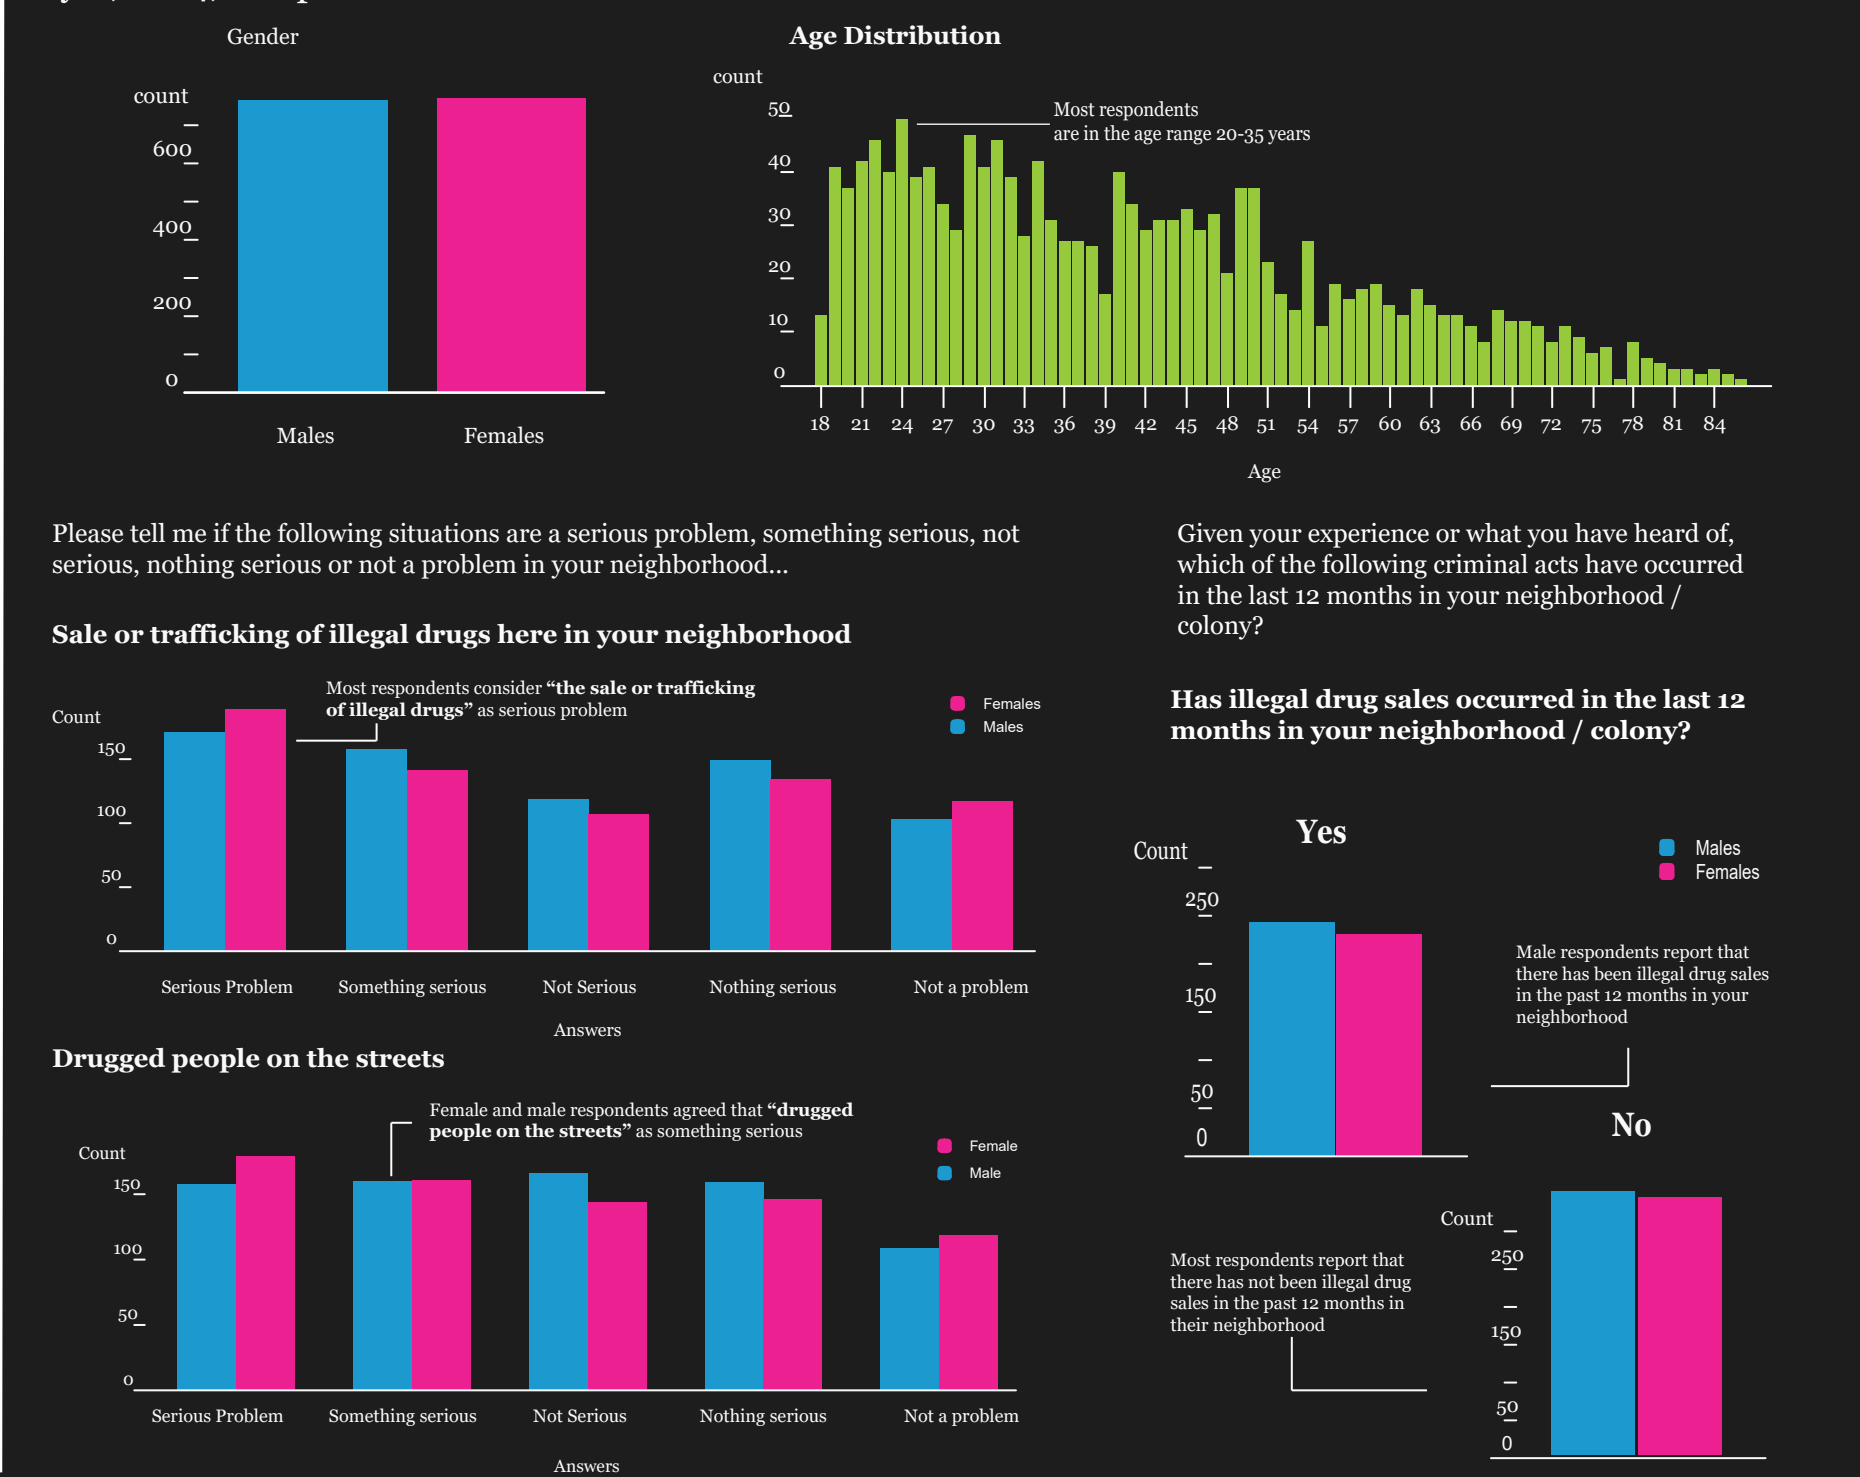 Gender
count
600
400
200
0
Males
Females
Age Distribution
count
50
40
30
20
10
0
Most respondents
are in the age range 20-35 years
18 21 24 27 30 33 36 39 42 45 48 51 54 57 60 63 66 69 72 75 78 81 84
Age
Please tell me if the following situations are a serious problem, something serious, not
serious, nothing serious or not a problem in your neighborhood...
Sale or trafficking of illegal drugs here in your neighborhood
Most respondents consider “the sale or trafficking
of illegal drugs” as serious problem
Females
Males
Count
150
100
50
0
Serious Problem
Something serious
Not Serious
Nothing serious
Not a problem
Answers
Drugged people on the streets
Female and male respondents agreed that “drugged
people on the streets” as something serious
Female
Male
Count
150
100
50
0
Serious Problem
Something serious
Not Serious
Nothing serious
Not a problem
Answers
Given your experience or what you have heard of,
which of the following criminal acts have occurred
in the last 12 months in your neighborhood /
colony?
Has illegal drug sales occurred in the last 12
months in your neighborhood / colony?
Yes
Count
Males
Females
250
150
50
0
Male respondents report that
there has been illegal drug sales
in the past 12 months in your
neighborhood
No
Count
250
150
50
0
Most respondents report that
there has not been illegal drug
sales in the past 12 months in
their neighborhood